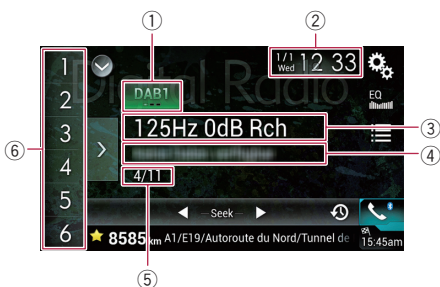 ① ②
Digital Radio
1/1 Wed 12 33
1
2
3
4
5
6
DAB1
EQ
125Hz 0dB Rch
③
④
⑥
4/11
Seek
8585 km A1/E19/Autoroute du Nord/Tunnel de
15:45am
⑤